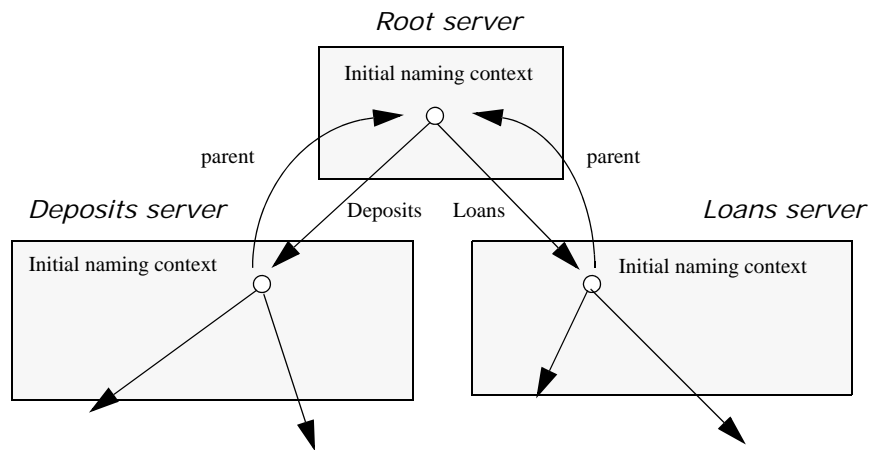 Root server
Initial naming context
parent
parent
Deposits server
Deposits
Loans
Loans server
Initial naming context
Initial naming context